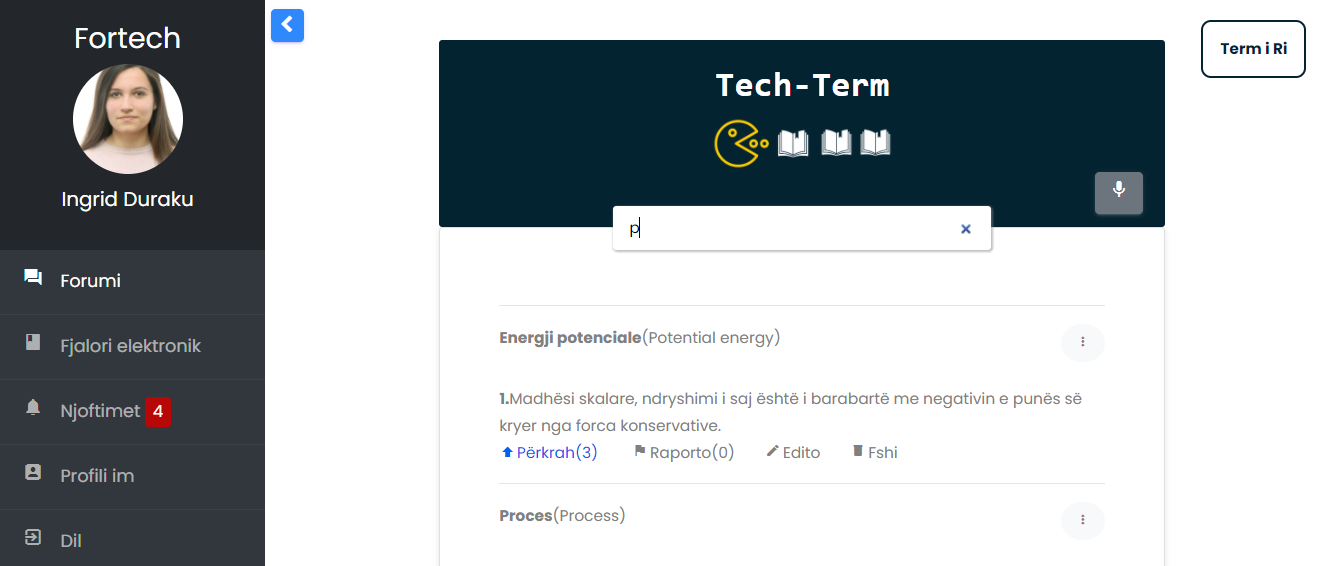 Fortech
Ingrid Duraku
Forumi
Fjalori elektronik
Njoftimet 4
Profili im
Dil
Term i Ri
Tech-Term
p
Energji potenciale(Potential energy)
1.Madhësi skalare, ndryshimi i saj është i barabartë me negativin e punës së
kryer nga forca konservative.
Përkrah(3) Raporto(0) Edito Fshi
Proces(Process)